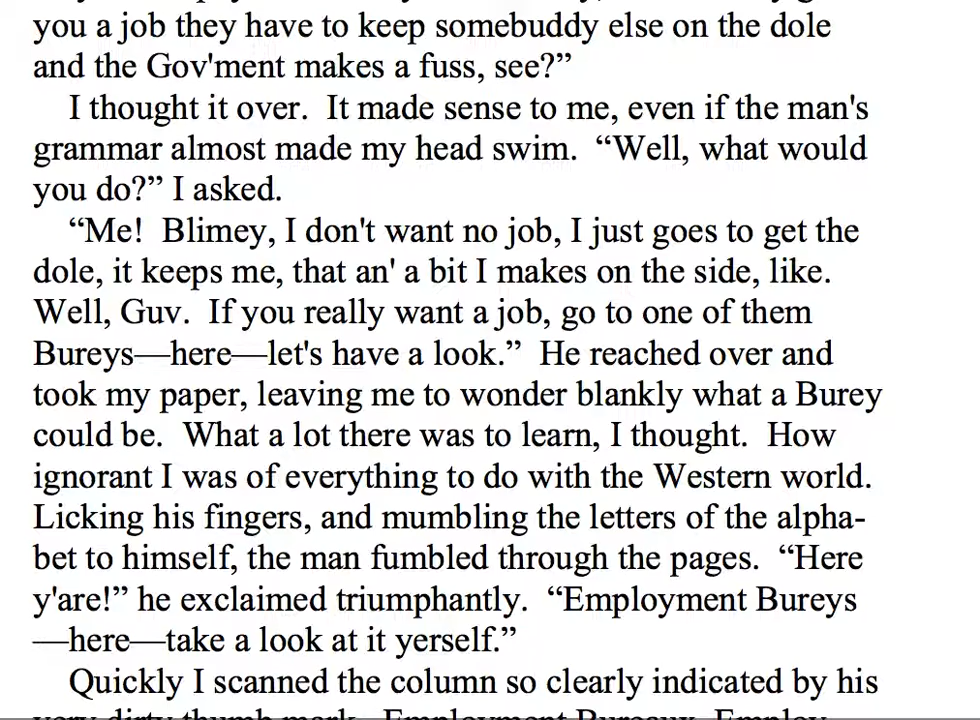 you a job they have to keep somebuddy else on the dole
and the Gov'ment makes a fuss, see?”
I thought it over.  It made sense to me, even if the man's
grammar almost made my head swim.  “Well, what would
you do?” I asked.
“Me!  Blimey, I don't want no job, I just goes to get the
dole, it keeps me, that an' a bit I makes on the side, like.
Well, Guv.  If you really want a job, go to one of them
Bureys—here—let's have a look.”  He reached over and
took my paper, leaving me to wonder blankly what a Burey
could be.  What a lot there was to learn, I thought.  How
ignorant I was of everything to do with the Western world.
Licking his fingers, and mumbling the letters of the alpha-
bet to himself, the man fumbled through the pages.  “Here
y'are!” he exclaimed triumphantly.  “Employment Bureys
—here—take a look at it yerself.”
Quickly I scanned the column so clearly indicated by his
very dirty thumb mark.  Employment Bureaux, Employ-